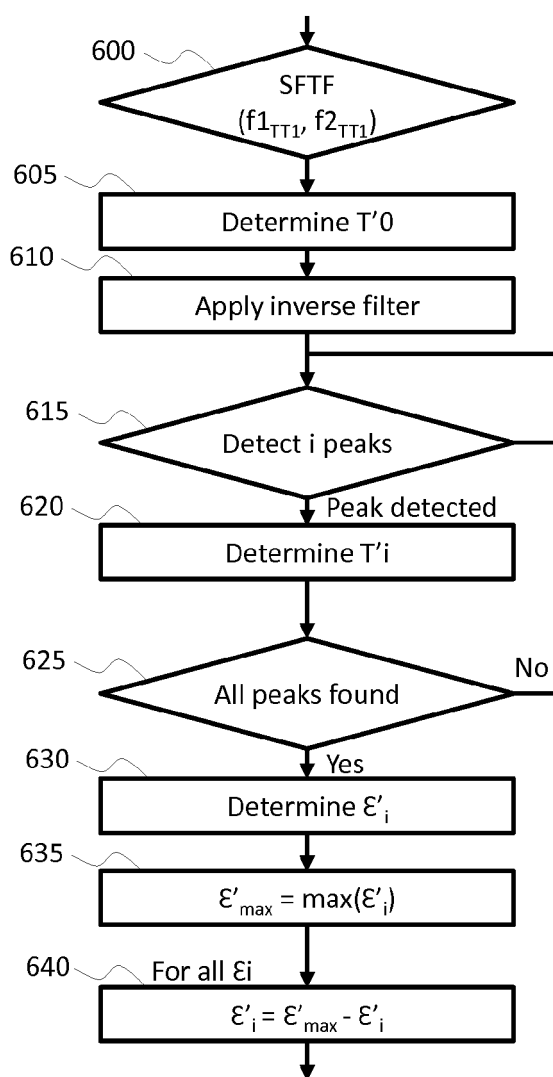 600
SFTF
(f1TT1, f2TT1)
605
Determine T'0
610
Apply inverse filter
615
Detect i peaks
Peak detected
620
Determine T'i
625
No
All peaks found
Yes
630
Determine Ɛ'i
635
Ɛ'max = max(Ɛ'i)
640
For all Ɛi
Ɛ'i = Ɛ'max - Ɛ'i